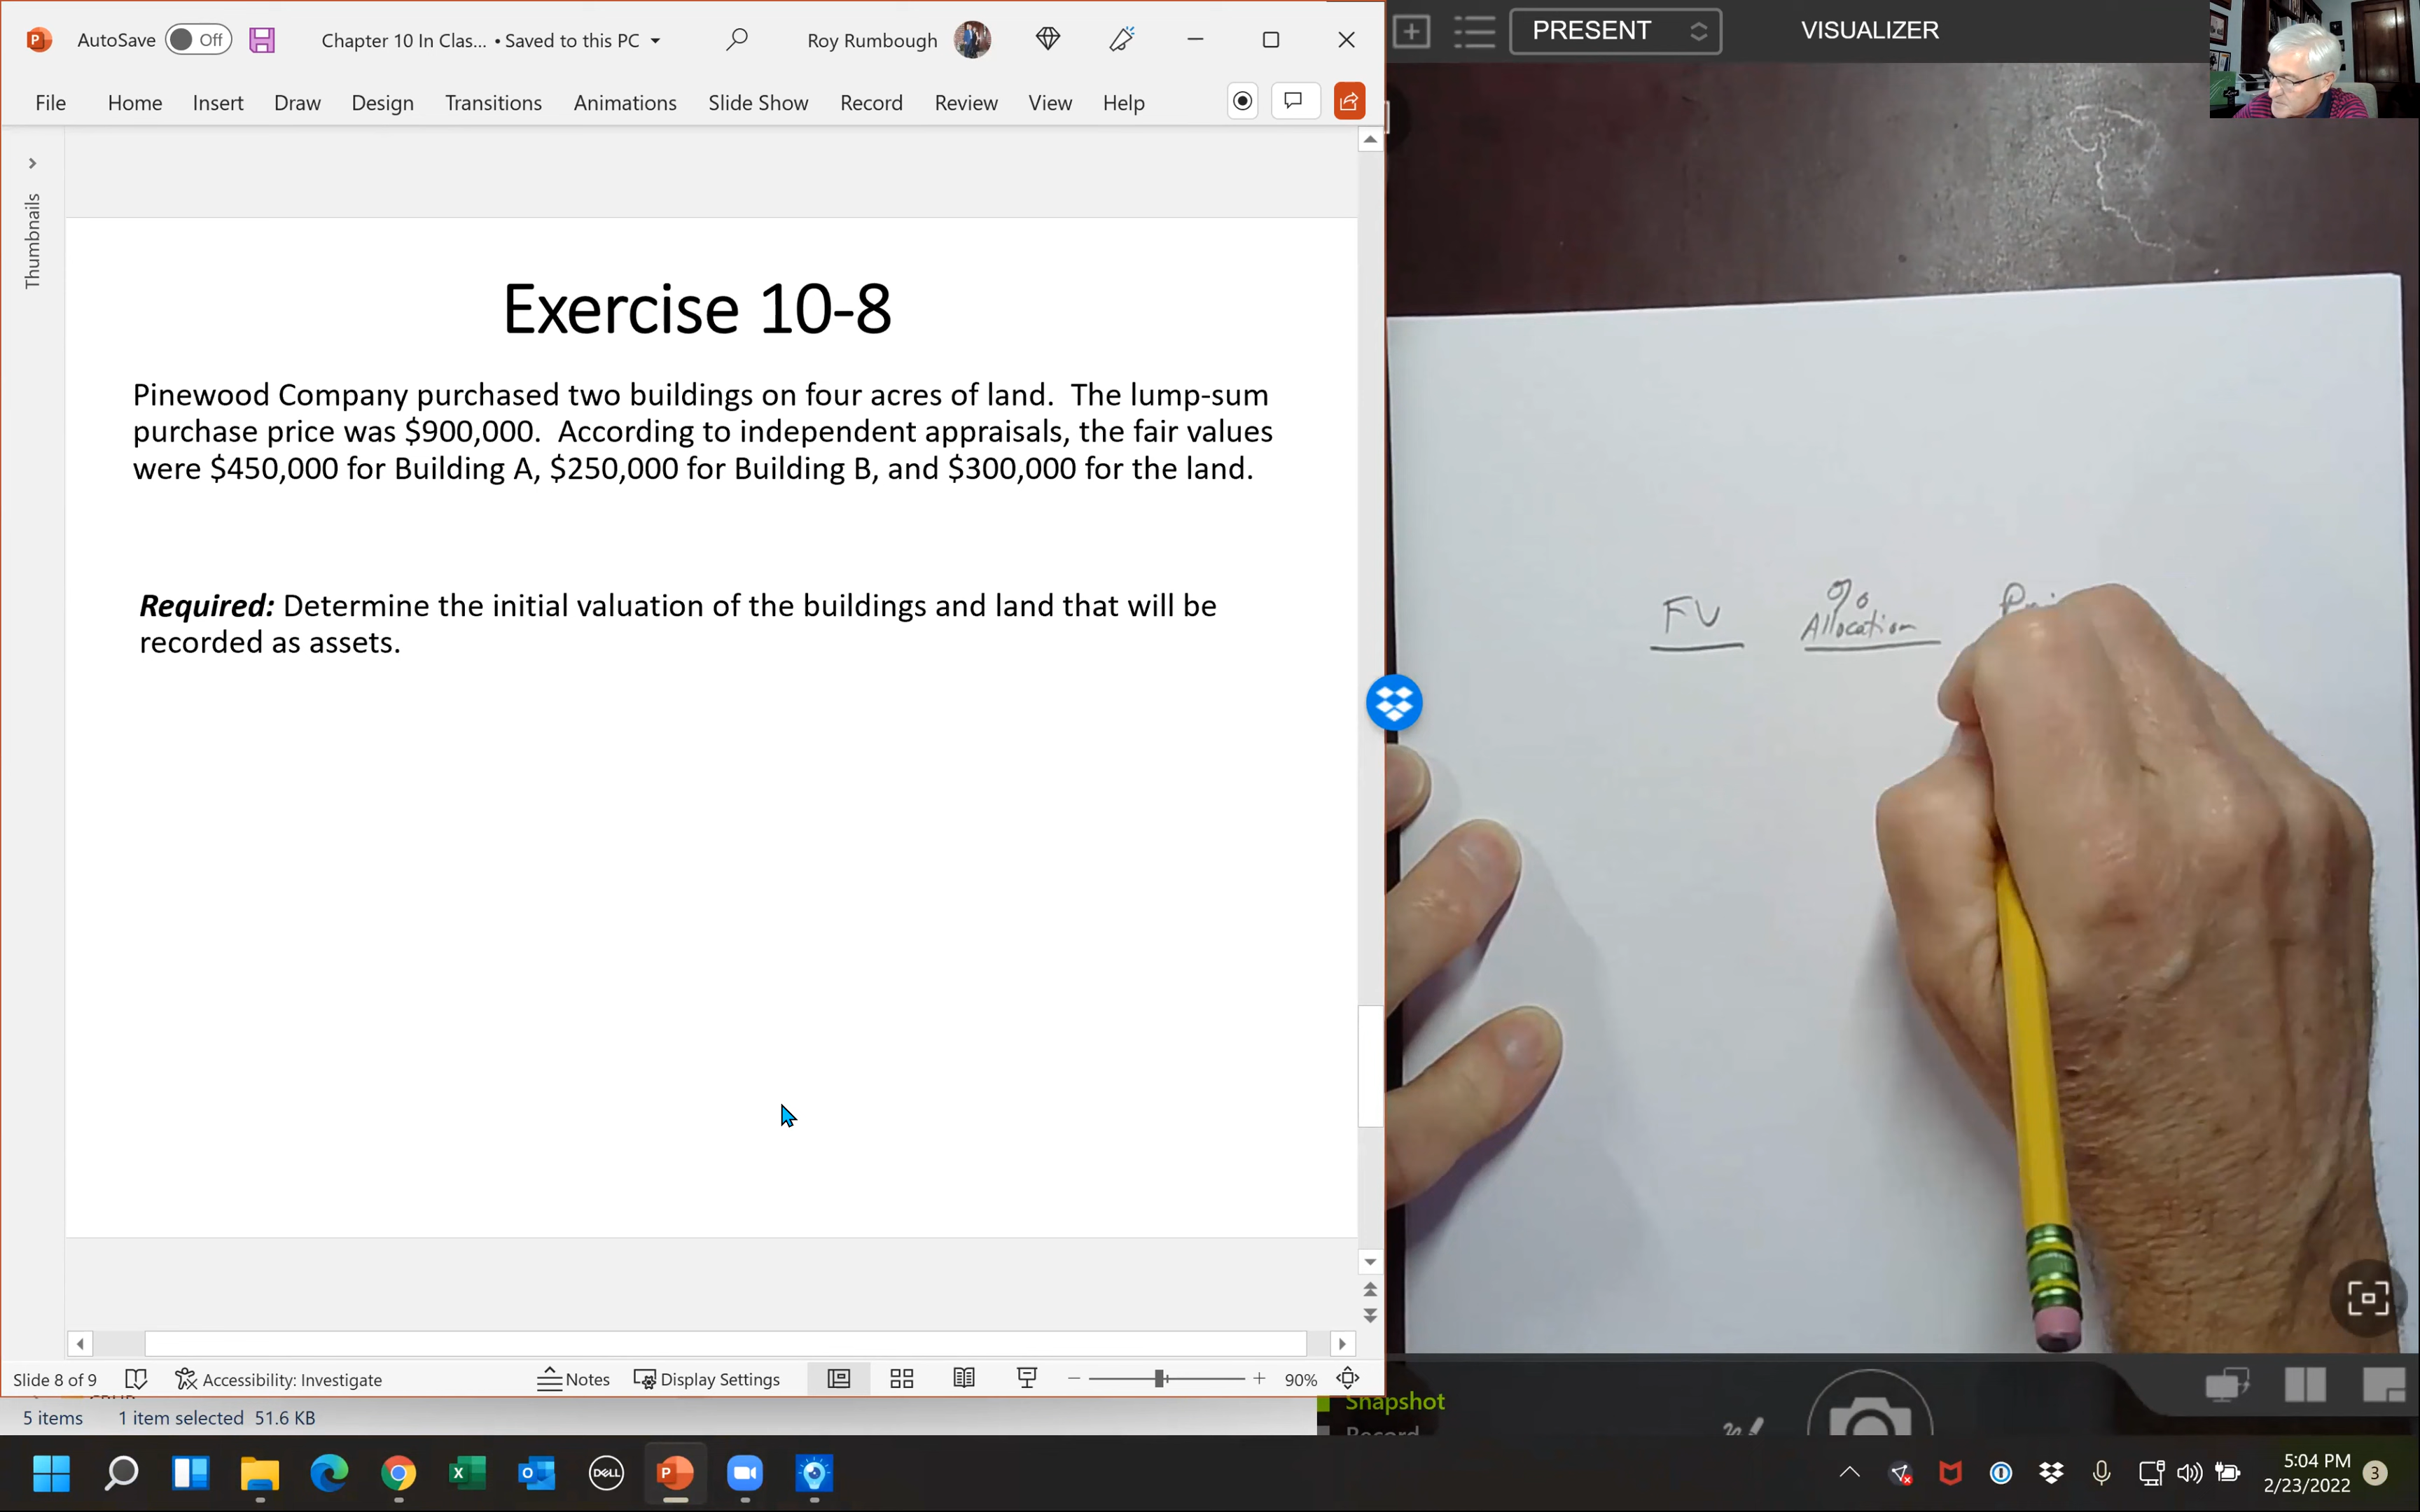 AutoSave Off Chapter 10 In Clas... • Saved to this PC Roy Rumbough
PRESENT VISUALIZER
File Home Insert Draw Design Transitions Animations Slide Show Record Review View Help
Thumbnails
Exercise 10-8
Pinewood Company purchased two buildings on four acres of land. The lump-sum
purchase price was $900,000. According to independent appraisals, the fair values
were $450,000 for Building A, $250,000 for Building B, and $300,000 for the land.
Required: Determine the initial valuation of the buildings and land that will be
recorded as assets.
FV % Allocation
Slide 8 of 9 Accessibility: Investigate Notes Display Settings 90%
5 items 1 item selected 51.6 KB
Snapshot
Record
DELL
5:04 PM
2/23/2022 3